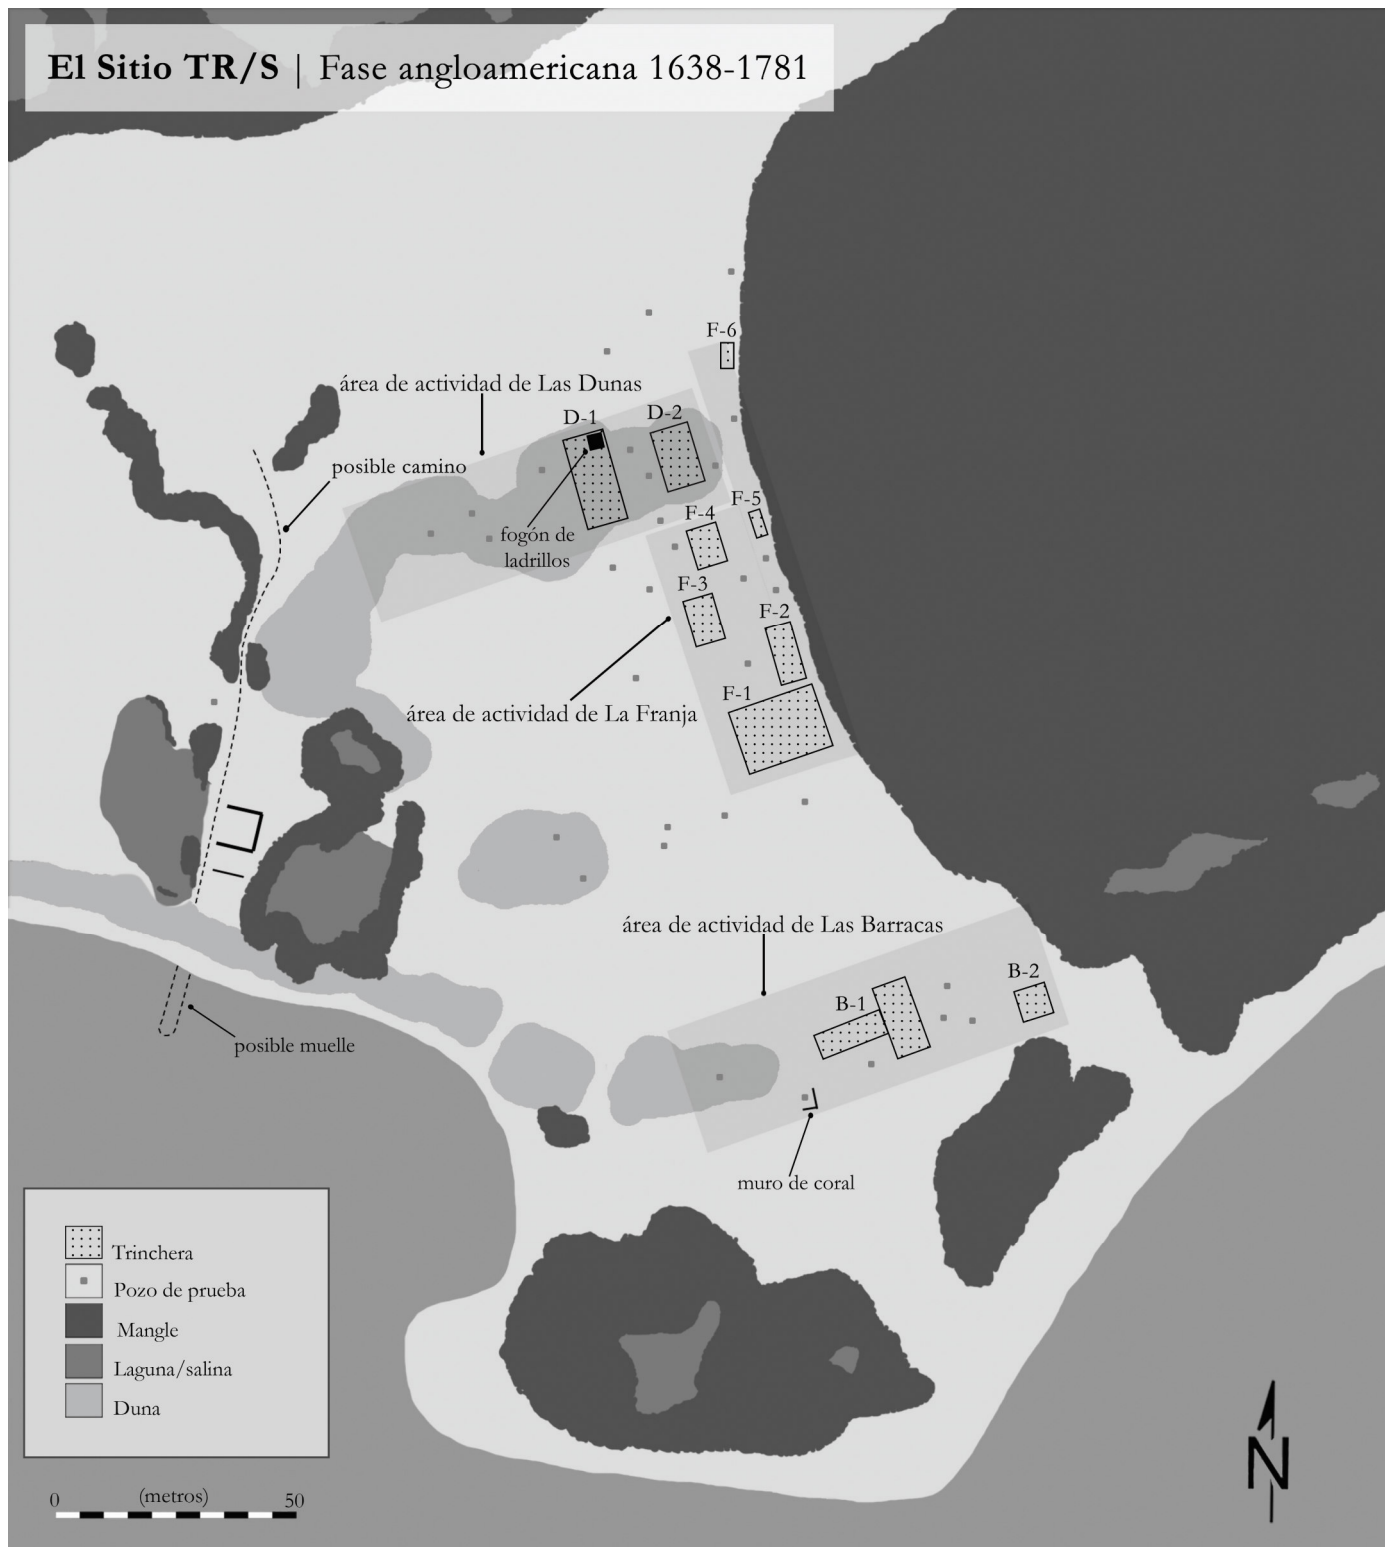 El Sitio TR/S | Fase angloamericana 1638-1781
F-6
área de actividad de Las Dunas
D-1
D-2
posible camino
F-5
F-4
fogón de
ladrillos
F-3
F-2
F-1
área de actividad de La Franja
área de actividad de Las Barracas
B-2
B-1
posible muelle
muro de coral
Trinchera
Pozo de prueba
Mangle
Laguna/salina
Duna
0 (metros) 50
N